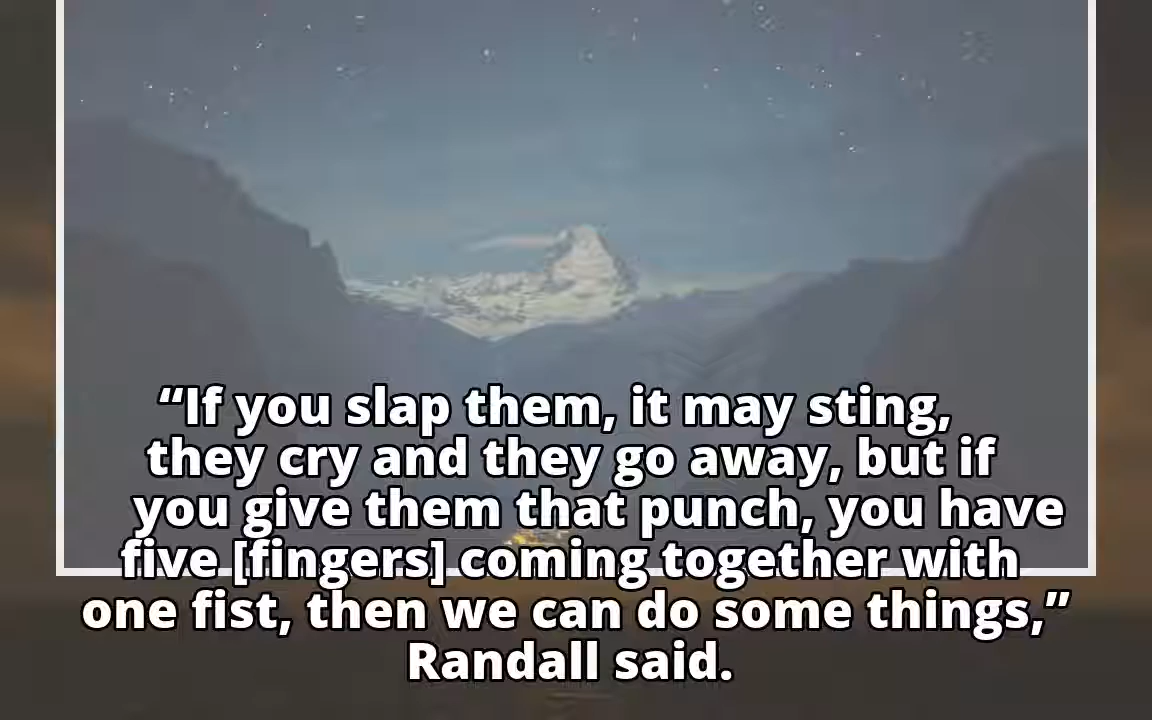 “If you slap them, it may sting,
they cry and they go away, but if
you give them that punch, you have
five [fingers] coming together with
one fist, then we can do some things,”
Randall said.